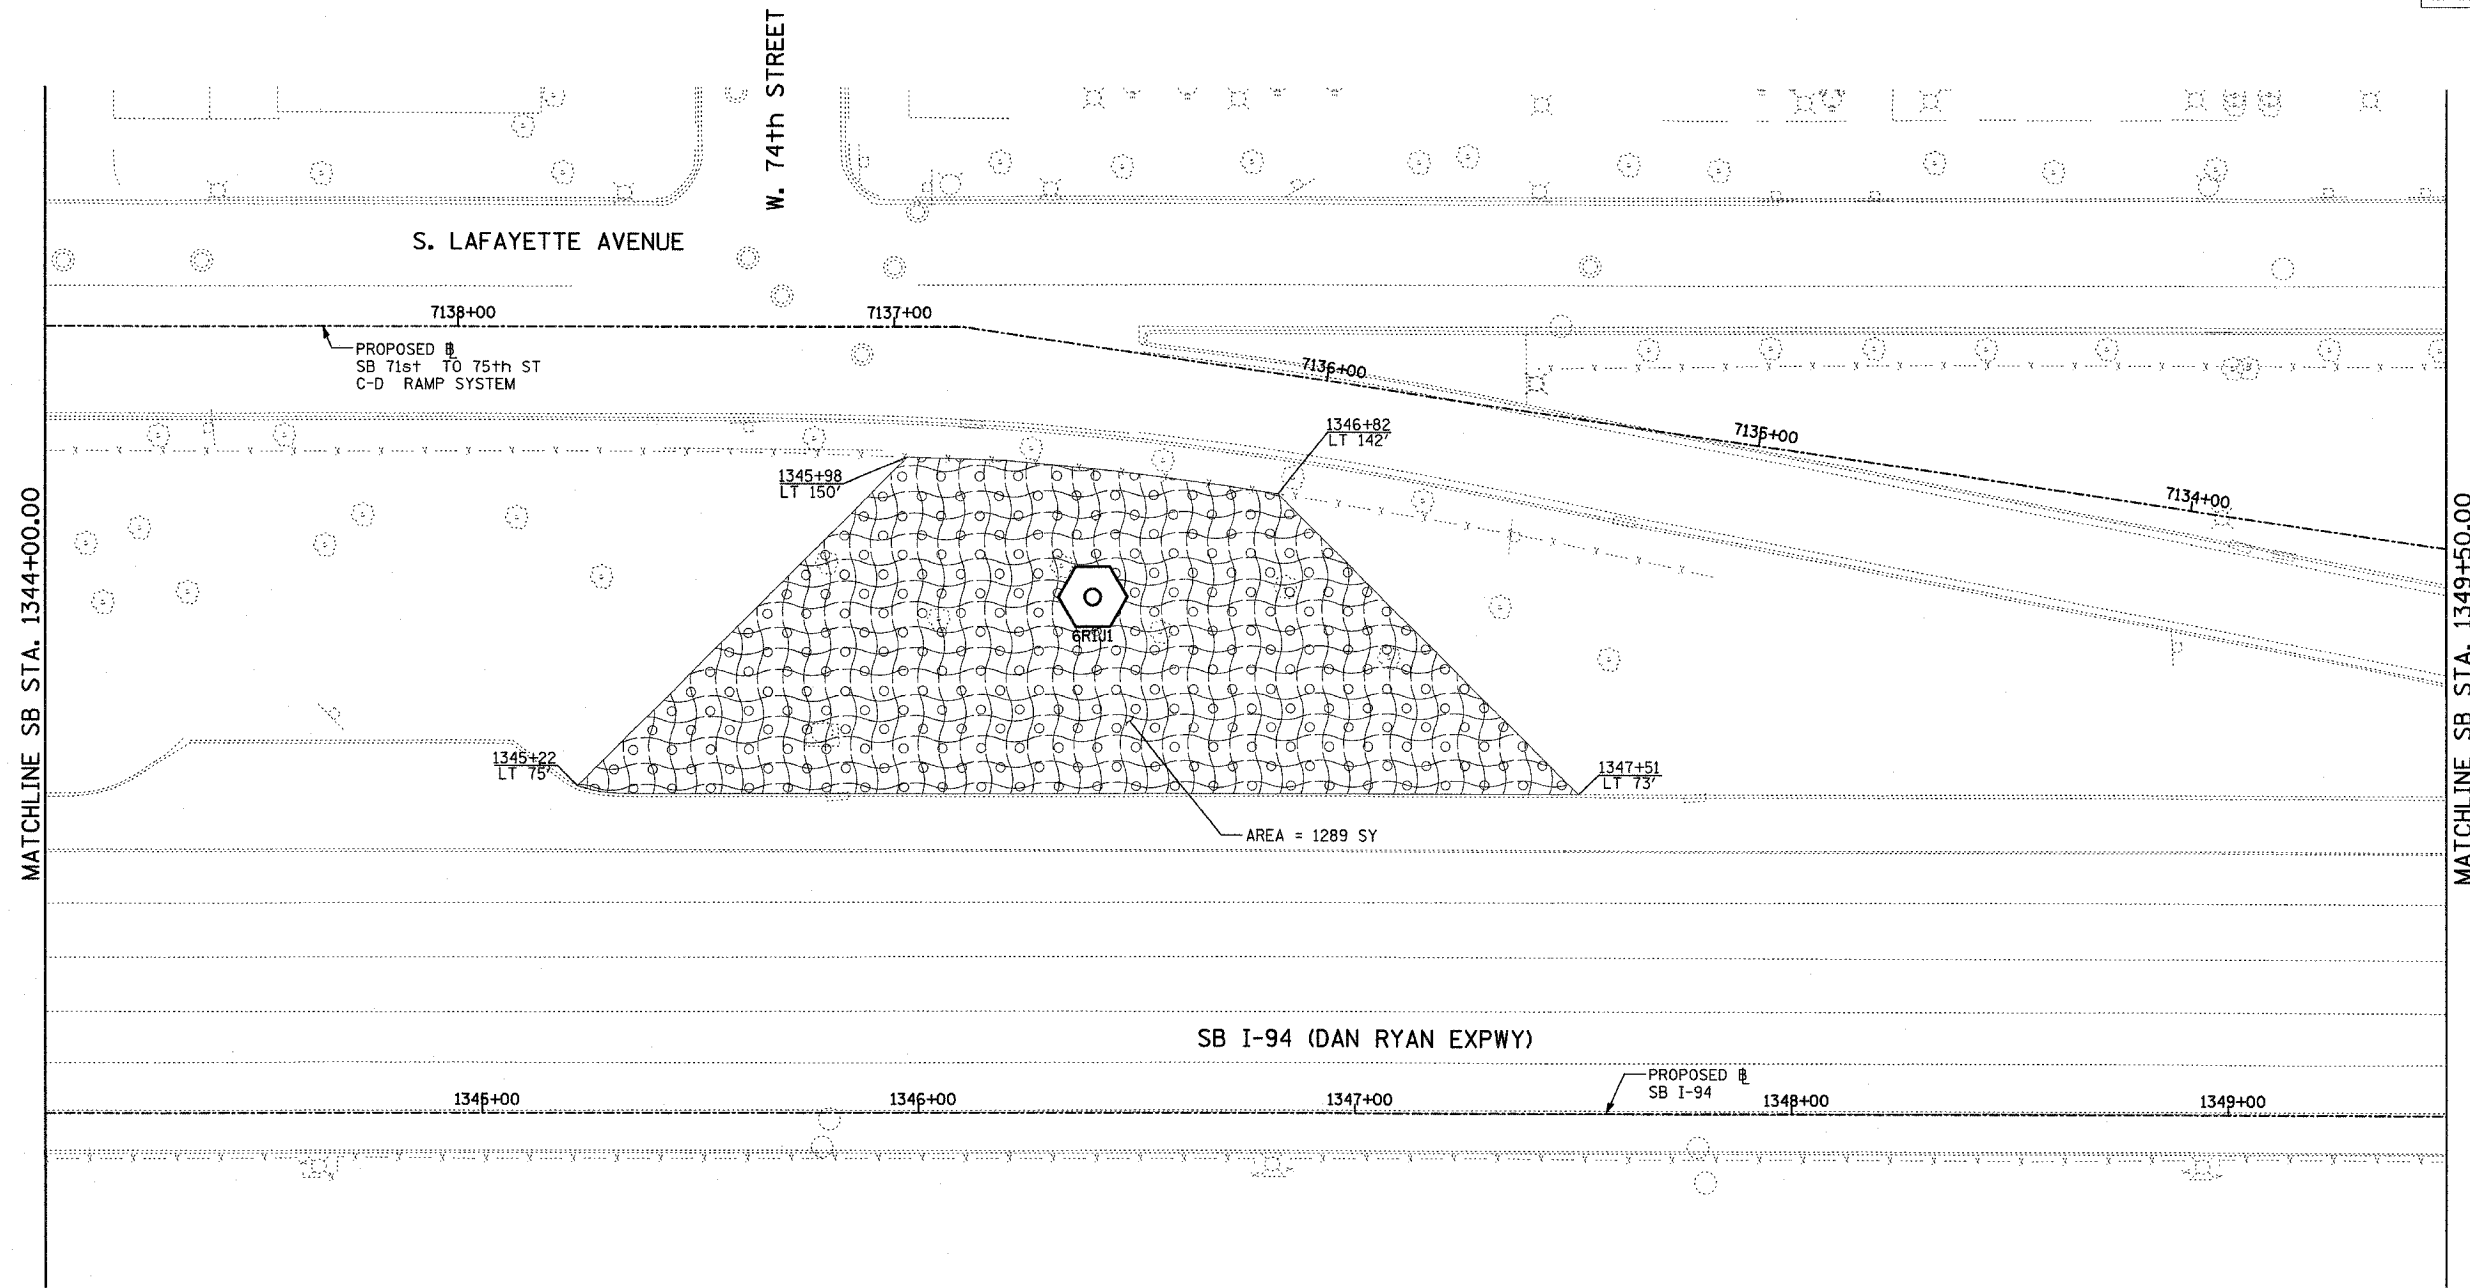 W. 74th STREET
S. LAFAYETTE AVENUE
7138+00
7137+00
PROPOSED ⅊
SB 71st TO 75th ST
C-D RAMP SYSTEM
7136+00
7135+00
7134+00
1346+82
LT 142'
1345+98
LT 150'
MATCHLINE SB STA. 1344+00.00
MATCHLINE SB STA. 1349+50.00
6R1U1
1345+22
LT 75'
1347+51
LT 73'
AREA = 1289 SY
SB I-94 (DAN RYAN EXPWY)
PROPOSED ⅊
SB I-94
1345+00
1346+00
1347+00
1348+00
1349+00